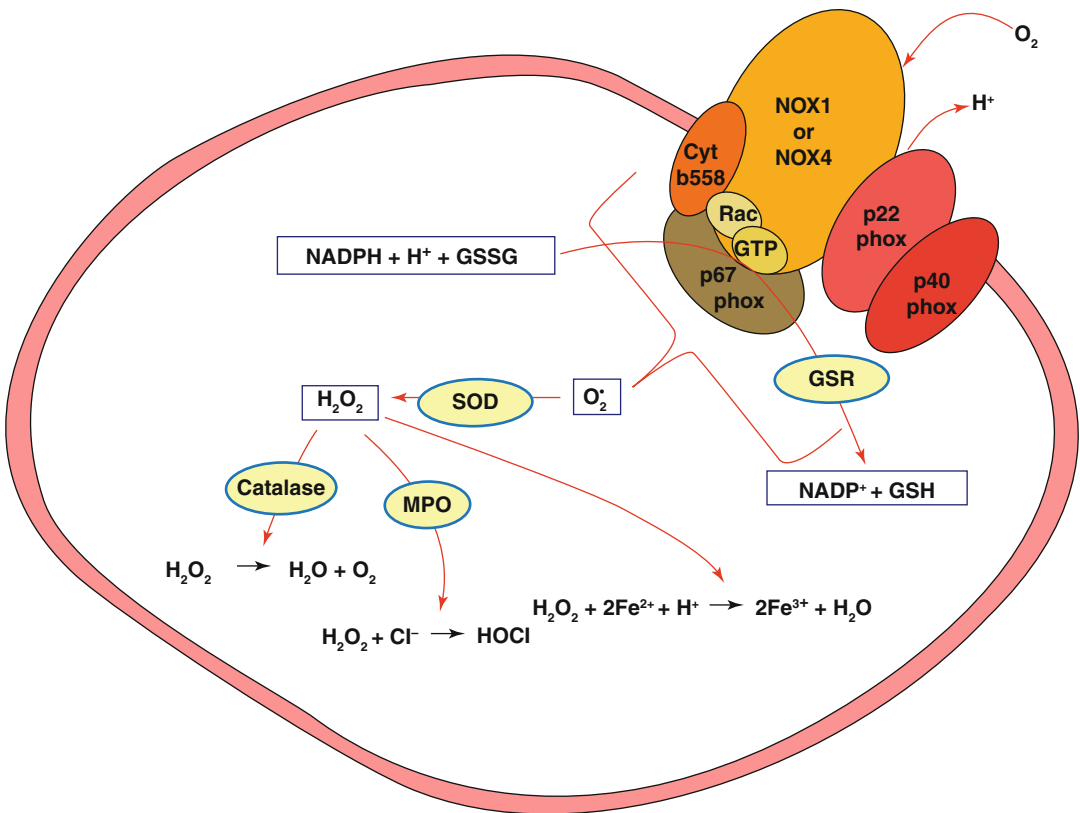 O₂
NOX1
or
NOX4
H⁺
Cyt
b558
Rac
GTP
p22
phox
p67
phox
p40
phox
NADPH + H⁺ + GSSG
GSR
H₂O₂
SOD
O₂•
NADP⁺ + GSH
Catalase
MPO
H₂O₂ → H₂O + O₂
H₂O₂ + 2Fe²⁺ + H⁺ → 2Fe³⁺ + H₂O
H₂O₂ + Cl⁻ → HOCl